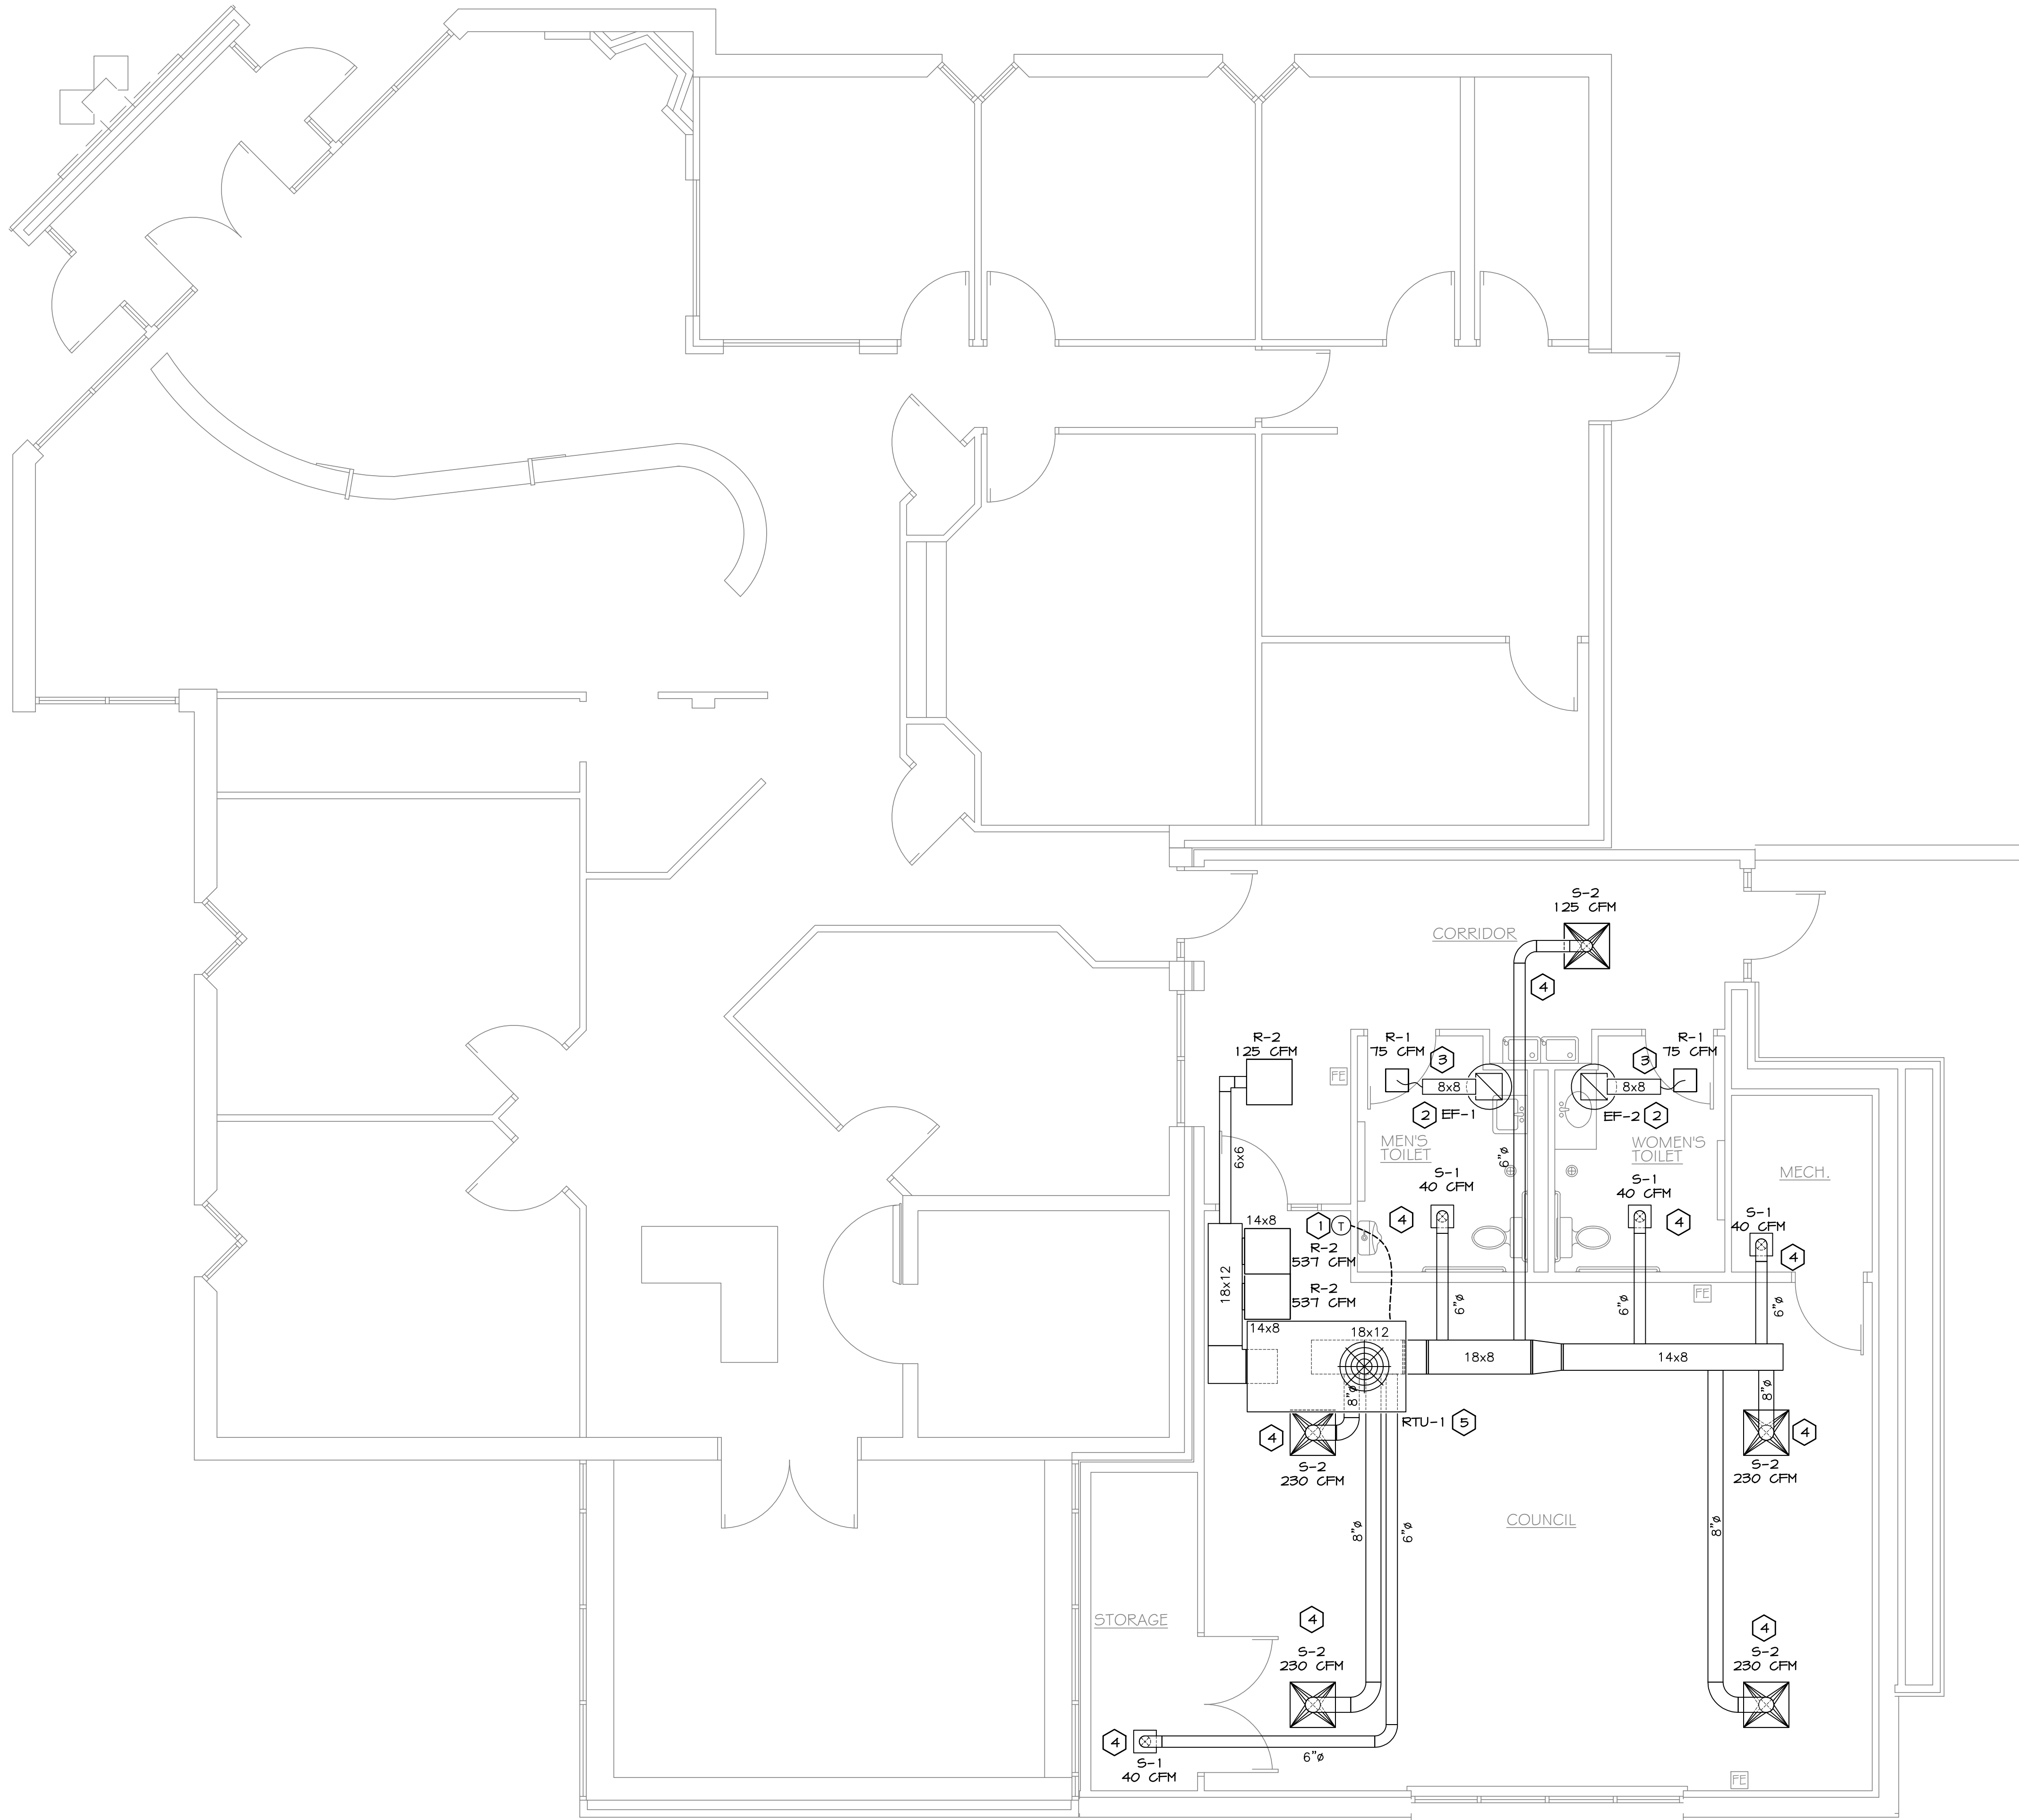 S-2
125 CFM
CORRIDOR
4
R-2
125 CFM
R-1
75 CFM
3
3
R-1
75 CFM
FE
8x8
8x8
2
EF-1
EF-2
2
MEN'S
TOILET
WOMEN'S
TOILET
6x6
6"ø
MECH.
S-1
40 CFM
S-1
40 CFM
S-1
40 CFM
14x8
1
T
4
4
4
R-2
537 CFM
18x12
R-2
537 CFM
FE
6"ø
6"ø
6"ø
14x8
18x12
18x8
14x8
8"ø
8"ø
RTU-1
5
4
4
S-2
230 CFM
S-2
230 CFM
COUNCIL
8"ø
6"ø
8"ø
STORAGE
4
4
S-2
230 CFM
S-2
230 CFM
4
6"ø
S-1
40 CFM
FE